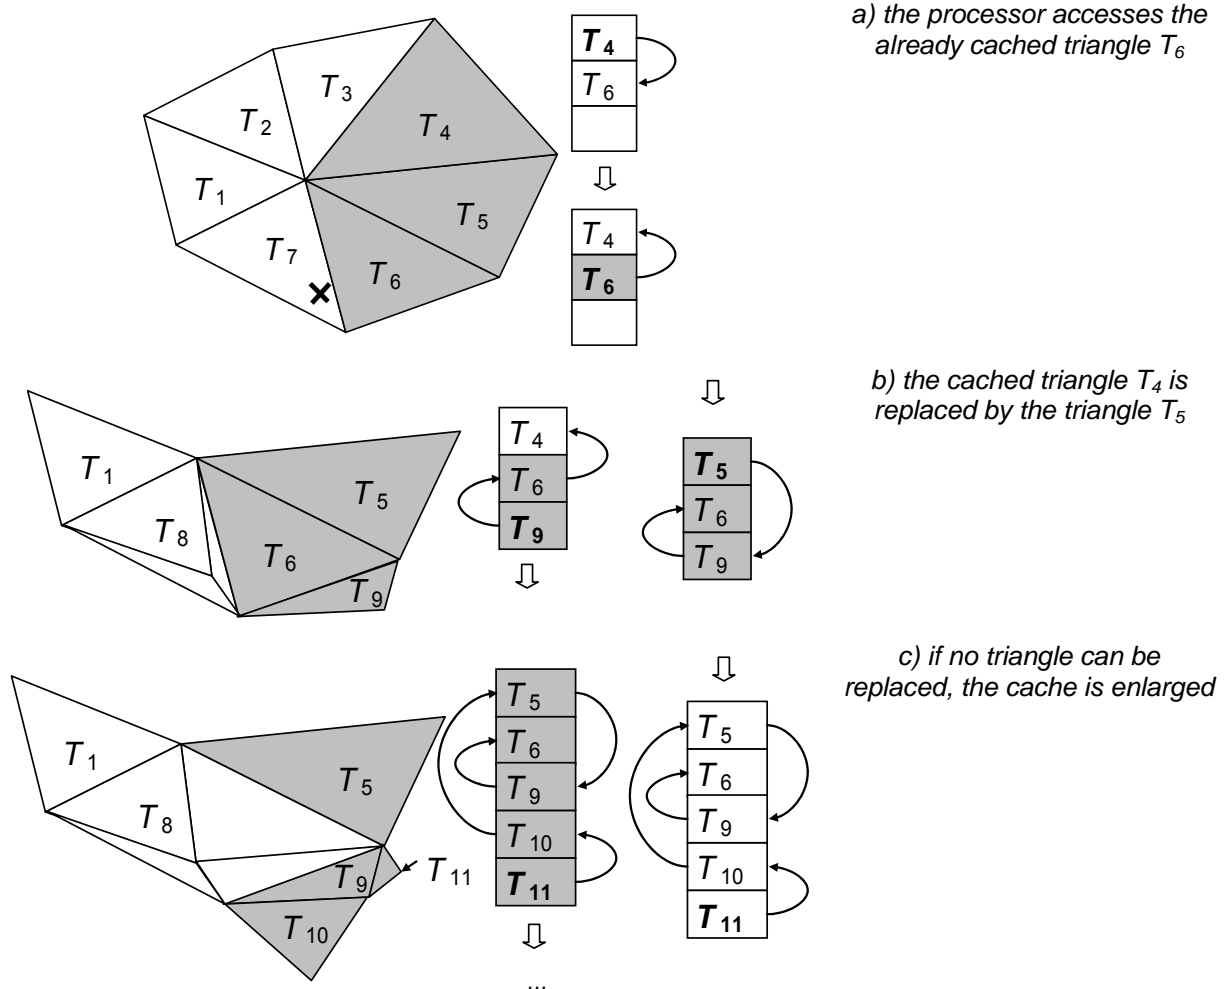 a) the processor accesses the
already cached triangle T6
T4
T6
T3
T4
T2
T1
T5
T7
T6
T4
T6
b) the cached triangle T4 is
replaced by the triangle T5
T1
T5
T8
T6
T9
T4
T6
T9
T5
T6
T9
c) if no triangle can be
replaced, the cache is enlarged
T1
T5
T8
T9
T11
T10
T5
T6
T9
T10
T11
T5
T6
T9
T10
T11
...